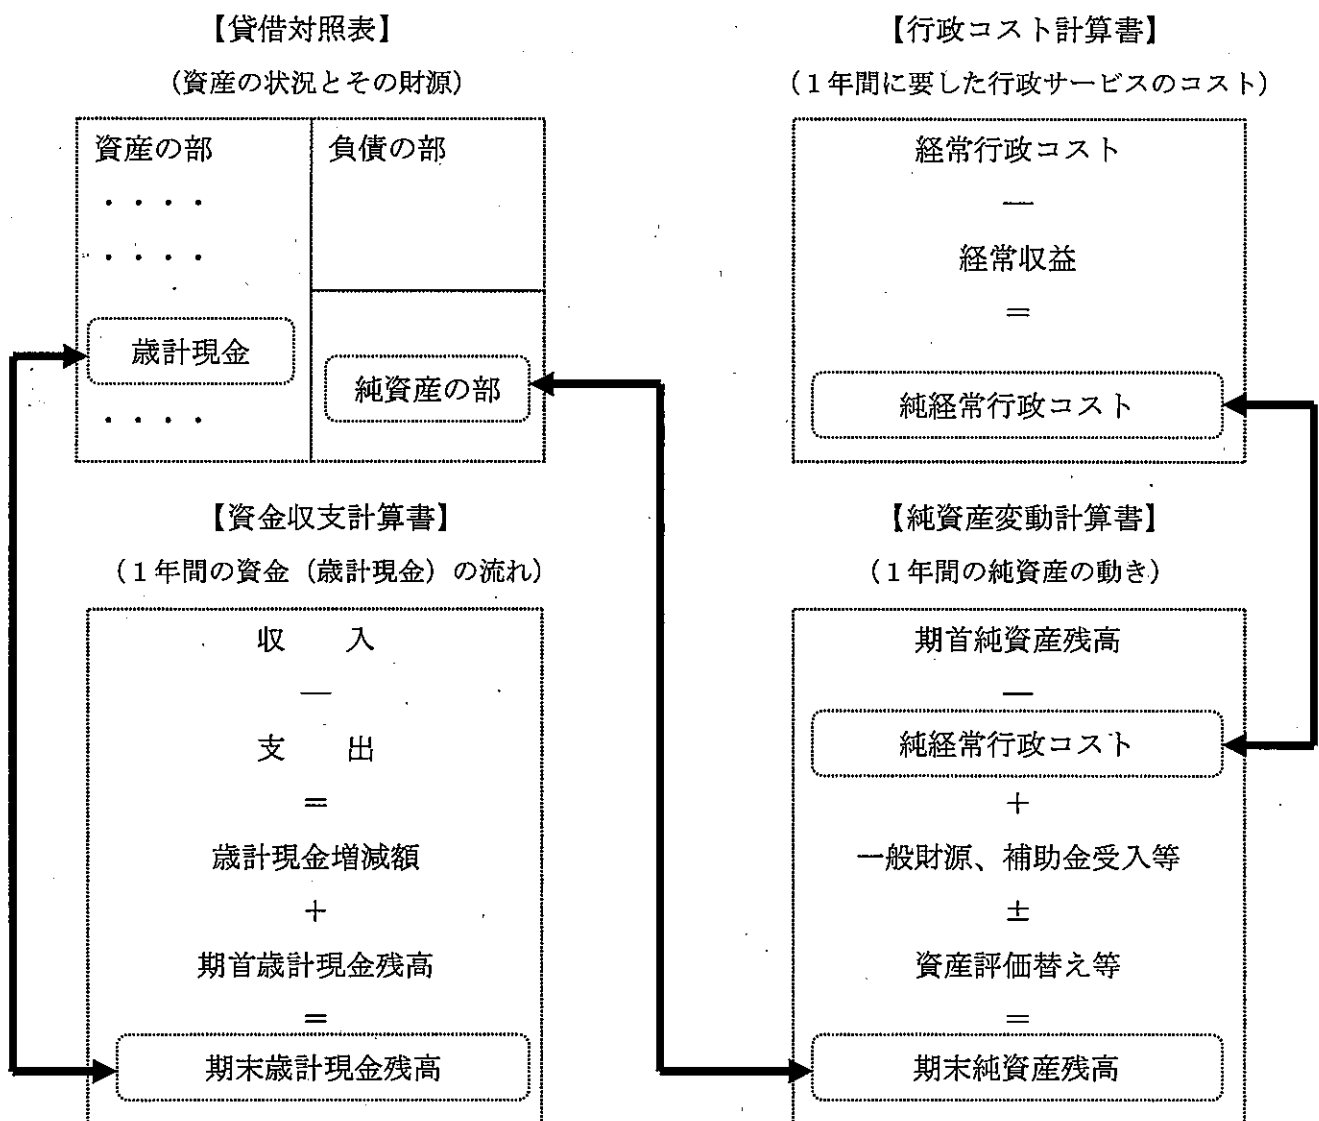 【貸借対照表】
(資産の状況とその財源)
資産の部
・・・・
・・・・
歳計現金
・・・・
負債の部
純資産の部
【行政コスト計算書】
(1年間に要した行政サービスのコスト)
経常行政コスト
―
経常収益
=
純経常行政コスト
【資金収支計算書】
(1年間の資金(歳計現金)の流れ)
収 入
―
支 出
=
歳計現金増減額
+
期首歳計現金残高
=
期末歳計現金残高
【純資産変動計算書】
(1年間の純資産の動き)
期首純資産残高
―
純経常行政コスト
+
一般財源、補助金受入等
±
資産評価替え等
=
期末純資産残高